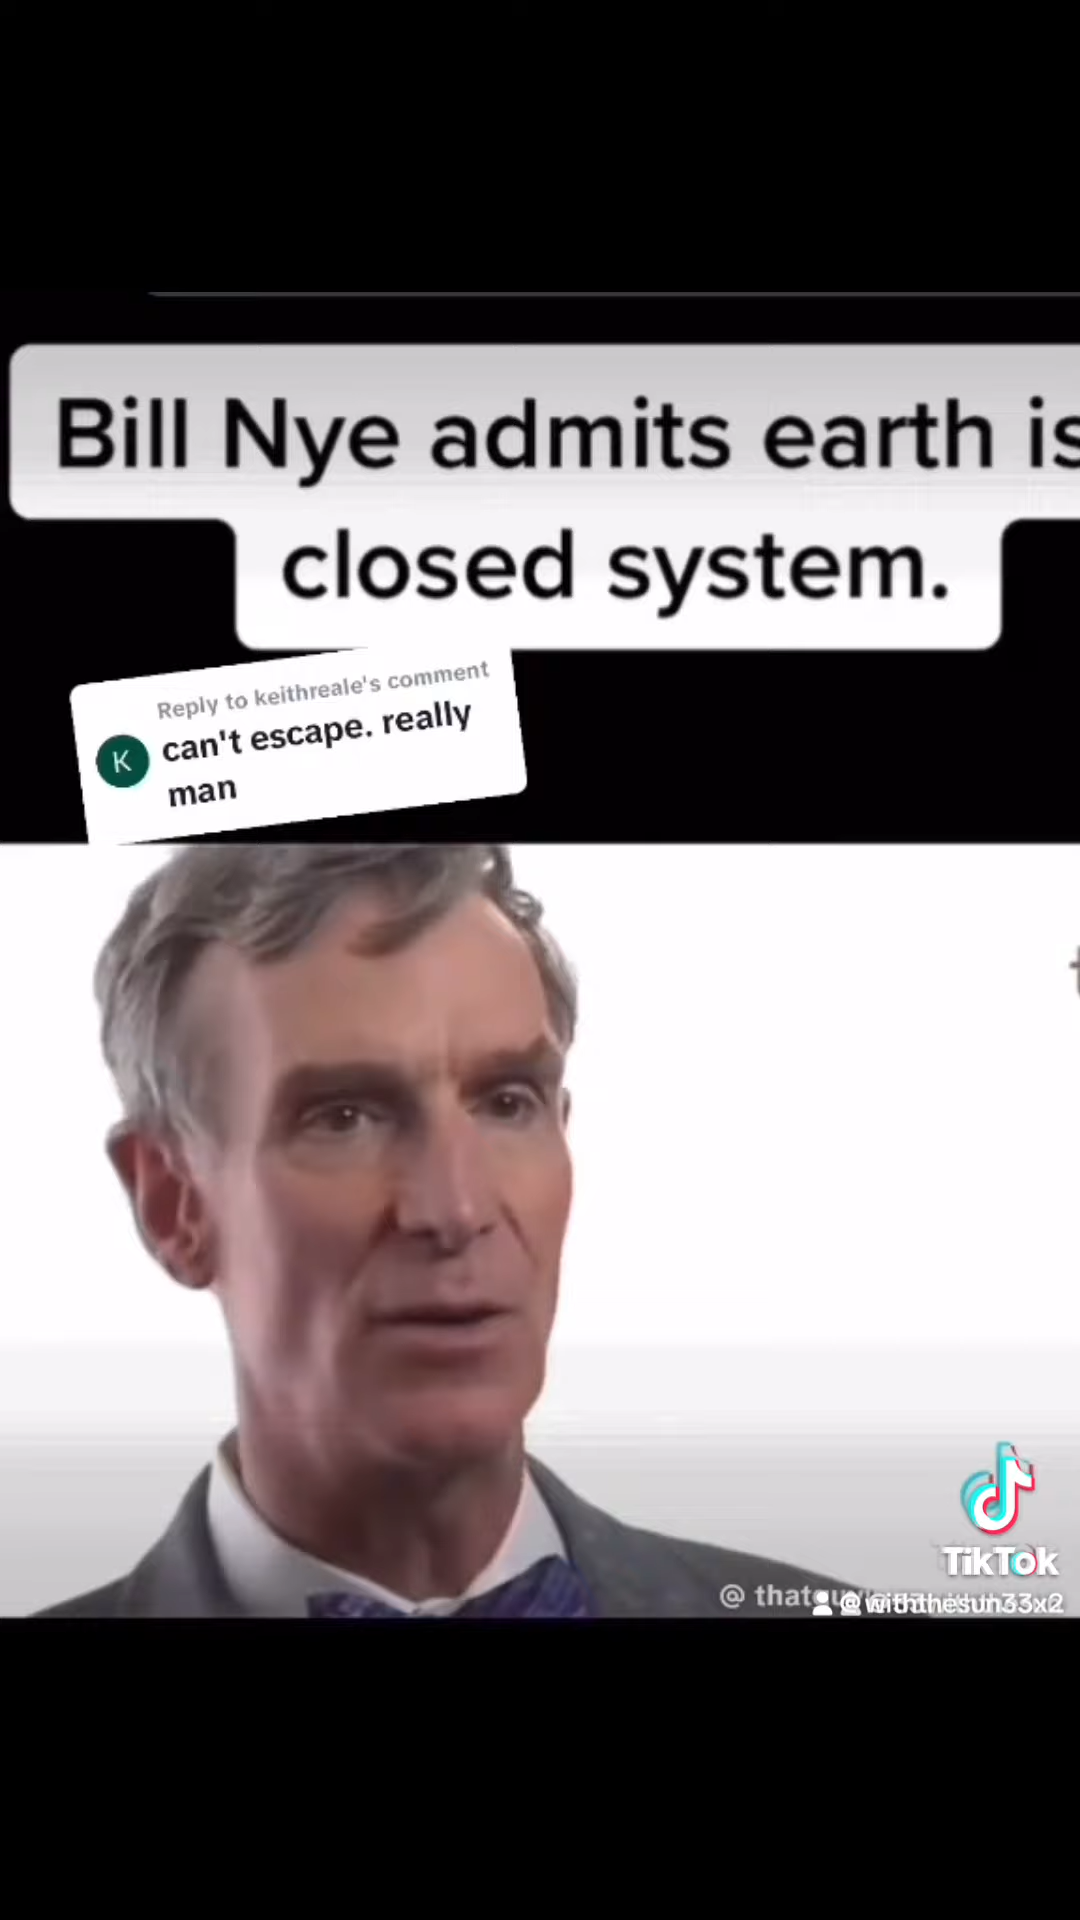 Bill Nye admits earth is
closed system.
Reply to keithreale's comment
K
can't escape. really
man
TikTok
@withthesun33x2